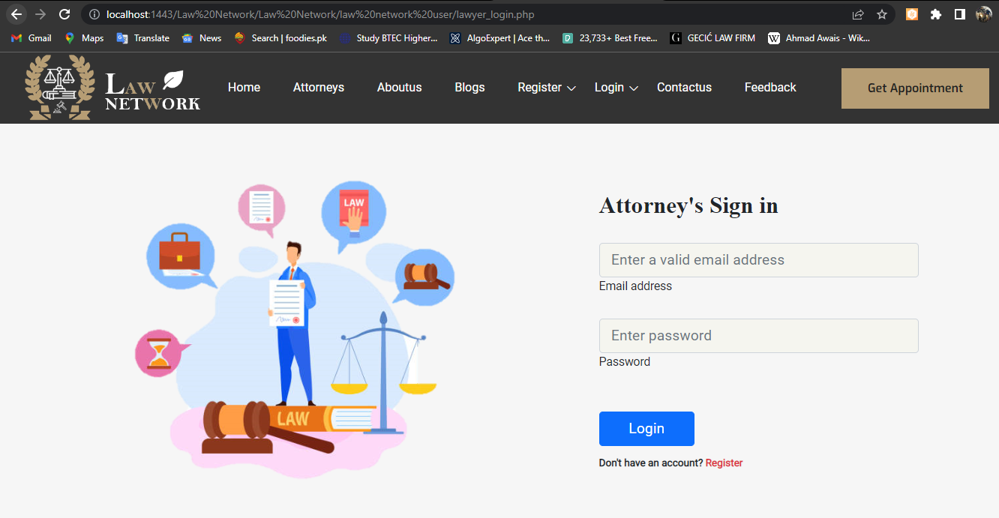 localhost:1443/Law%20Network/Law%20Network/law%20network%20user/lawyer_login.php
Gmail Maps Translate News Search | foodies.pk Study BTEC Higher... AlgoExpert | Ace th... 23,733+ Best Free... GECIĆ LAW FIRM Ahmad Awais - Wik...
LAW
NETWORK
Home Attorneys Aboutus Blogs Register Login Contactus Feedback Get Appointment
LAW
LAW
Attorney's Sign in
Enter a valid email address
Email address
Enter password
Password
Login
Don't have an account? Register